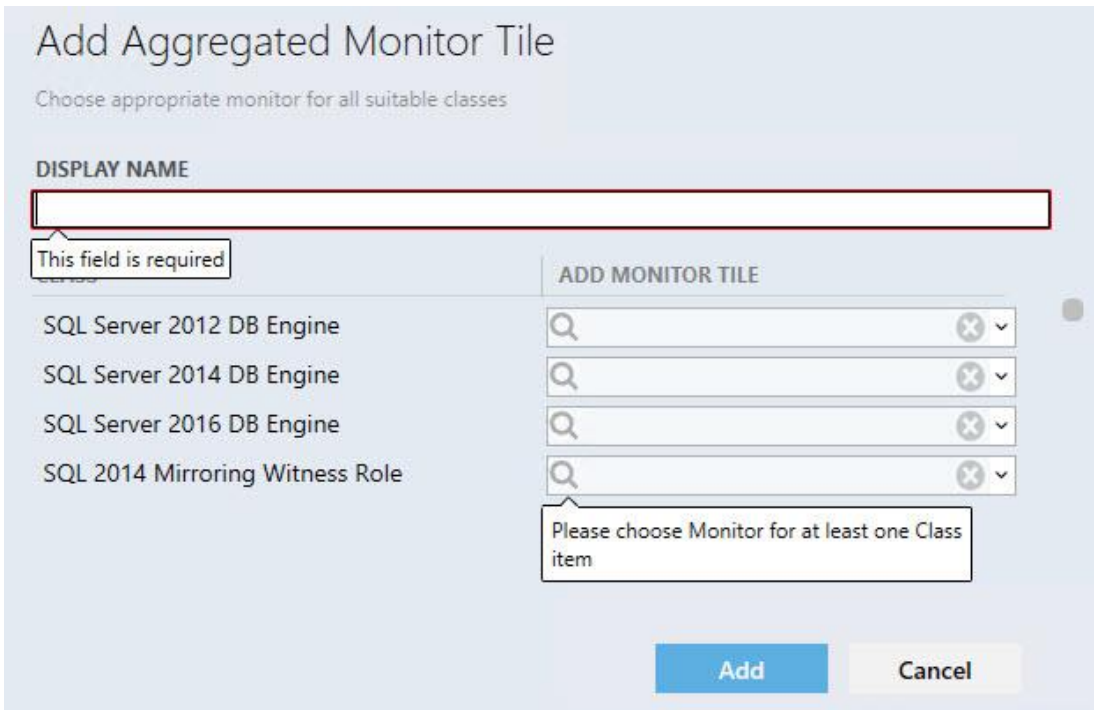 Add Aggregated Monitor Tile
Choose appropriate monitor for all suitable classes
DISPLAY NAME
This field is required
CLASS
ADD MONITOR TILE
SQL Server 2012 DB Engine
SQL Server 2014 DB Engine
SQL Server 2016 DB Engine
SQL 2014 Mirroring Witness Role
Please choose Monitor for at least one Class
item
Add
Cancel